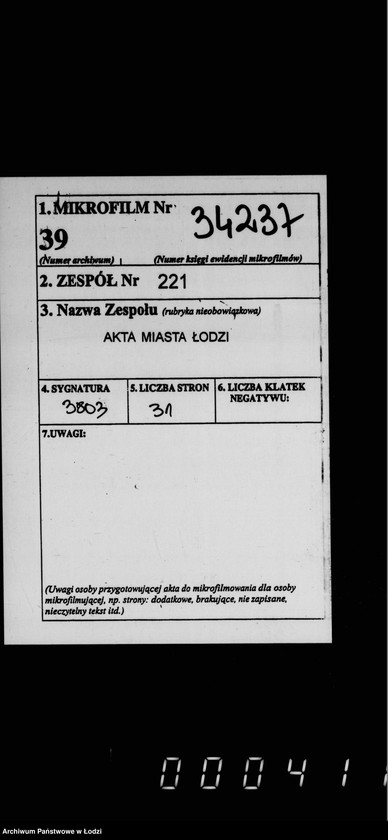 1. MIKROFILM Nr 34237
39
(Numer archiwum) (Numer księgi ewidencji mikrofilmów)
2. ZESPÓŁ Nr 221
3. Nazwa Zespołu (rubryka nieobowiązkowa)
AKTA MIASTA ŁODZI
4. SYGNATURA 5. LICZBA STRON 6. LICZBA KLATEK
NEGATYWU:
3803 31
7.UWAGI:
(Uwagi osoby przygotowującej akta do mikrofilmowania dla osoby
mikrofilmującej, np. strony: dodatkowe, brakujące, nie zapisane,
nieczytelny tekst itd.)
000411
Archiwum Państwowe w Łodzi